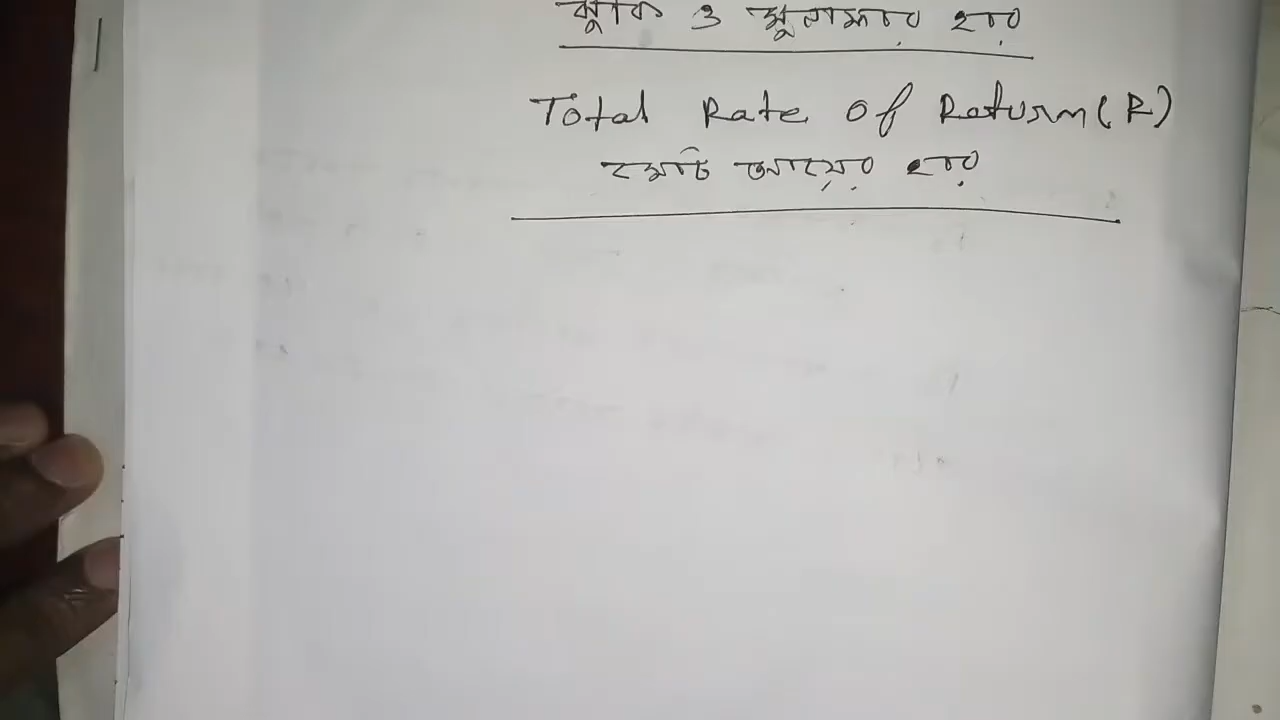 ঝুকি ও মুনাফার হার
Total Rate of Return (R)
মোট আয়ের হার